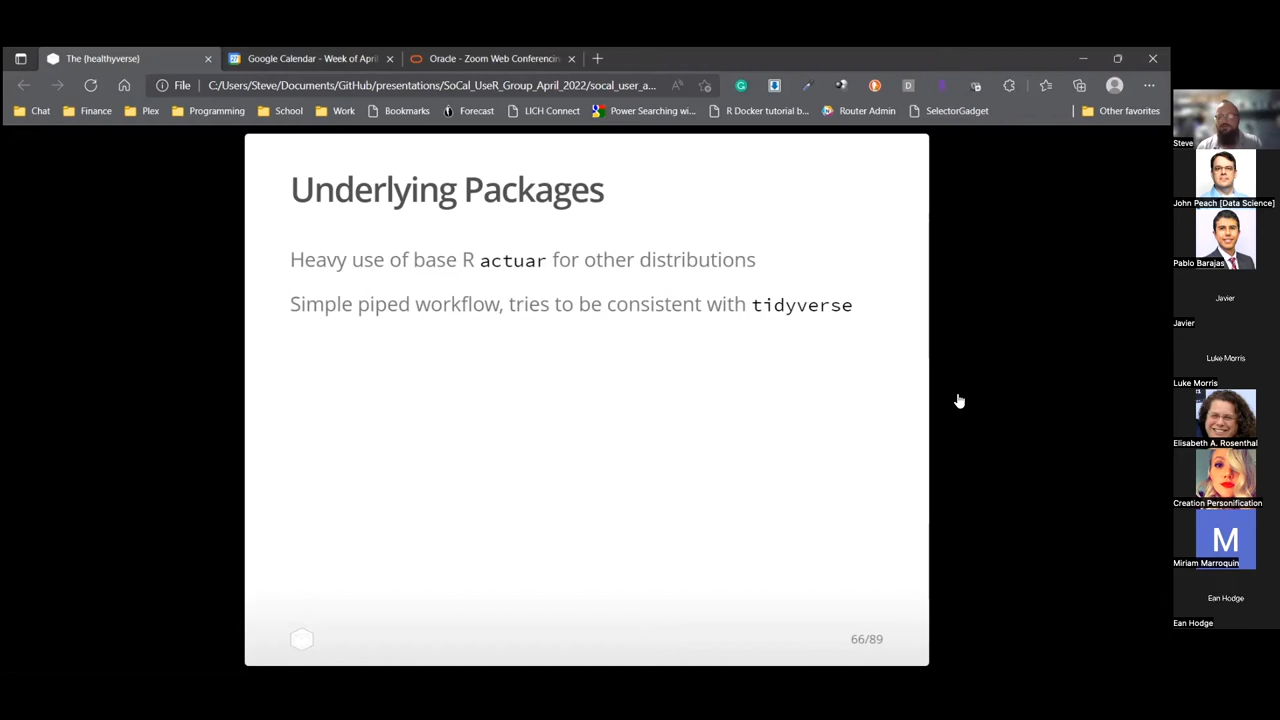 The {healthyverse}
Google Calendar - Week of April
Oracle - Zoom Web Conferencin
File
C:/Users/Steve/Documents/GitHub/presentations/SoCal_UseR_Group_April_2022/socal_user_a...
Chat
Finance
Plex
Programming
School
Work
Bookmarks
Forecast
LICH Connect
Power Searching wi...
R Docker tutorial b...
Router Admin
SelectorGadget
Other favorites
Underlying Packages
Heavy use of base R actuar for other distributions
Simple piped workflow, tries to be consistent with tidyverse
66/89
Steve
John Peach [Data Science]
Pablo Barajas
Javier
Javier
Luke Morris
Luke Morris
Elisabeth A. Rosenthal
Creation Personification
M
Miriam Marroquin
Ean Hodge
Ean Hodge